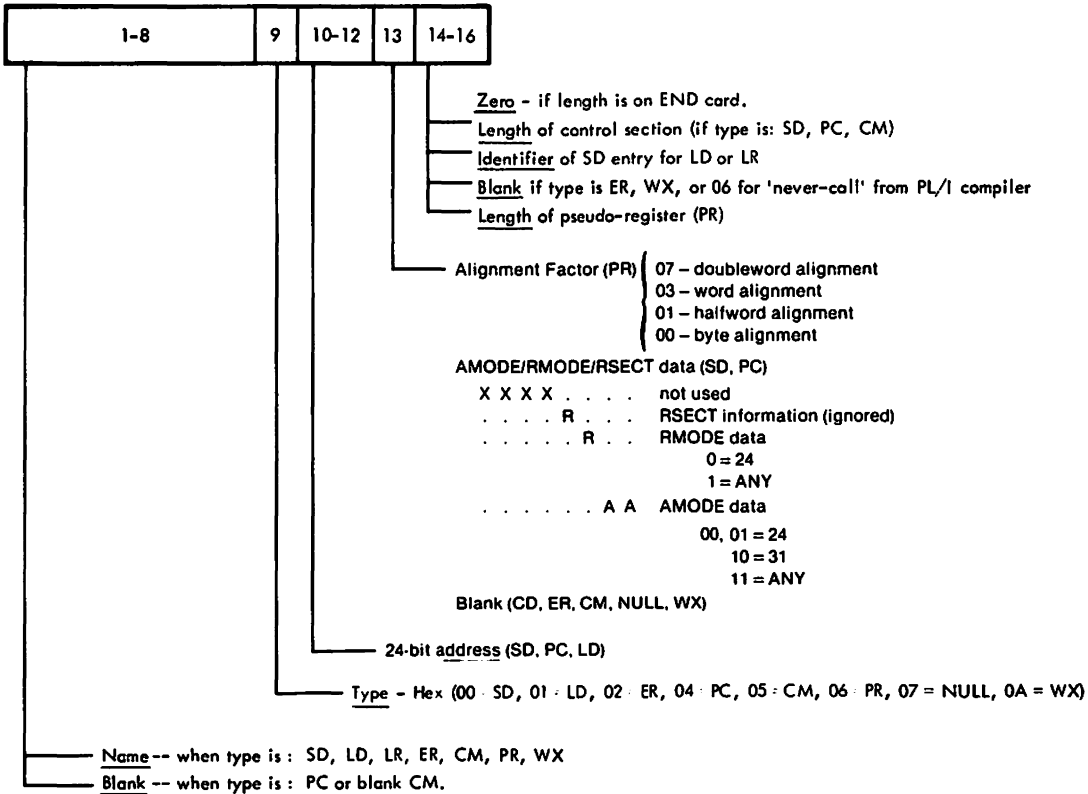 1-8 9 10-12 13 14-16
Zero - if length is on END card.
Length of control section (if type is: SD, PC, CM)
Identifier of SD entry for LD or LR
Blank if type is ER, WX, or 06 for 'never-call' from PL/I compiler
Length of pseudo-register (PR)
Alignment Factor (PR) 07 – doubleword alignment
03 – word alignment
01 – halfword alignment
00 – byte alignment
AMODE/RMODE/RSECT data (SD, PC)
X X X X . . . . not used
. . . . R . . . RSECT information (ignored)
. . . . . R . . RMODE data
0 = 24
1 = ANY
. . . . . . A A AMODE data
00, 01 = 24
10 = 31
11 = ANY
Blank (CD, ER, CM, NULL, WX)
24-bit address (SD, PC, LD)
Type - Hex (00 · SD, 01 : LD, 02 · ER, 04 · PC, 05 : CM, 06 · PR, 07 = NULL, 0A = WX)
Name -- when type is : SD, LD, LR, ER, CM, PR, WX
Blank -- when type is : PC or blank CM.